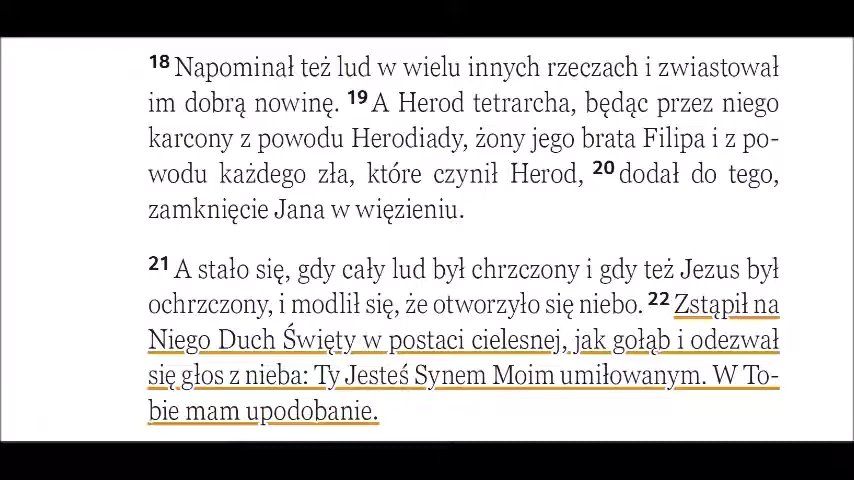 18 Napominał też lud w wielu innych rzeczach i zwiastował
im dobrą nowinę. 19 A Herod tetrarcha, będąc przez niego
karcony z powodu Herodiady, żony jego brata Filipa i z po-
wodu każdego zła, które czynił Herod, 20 dodał do tego,
zamknięcie Jana w więzieniu.
21 A stało się, gdy cały lud był chrzczony i gdy też Jezus był
ochrzczony, i modlił się, że otworzyło się niebo. 22 Zstąpił na
Niego Duch Święty w postaci cielesnej, jak gołąb i odezwał
się głos z nieba: Ty Jesteś Synem Moim umiłowanym. W To-
bie mam upodobanie.